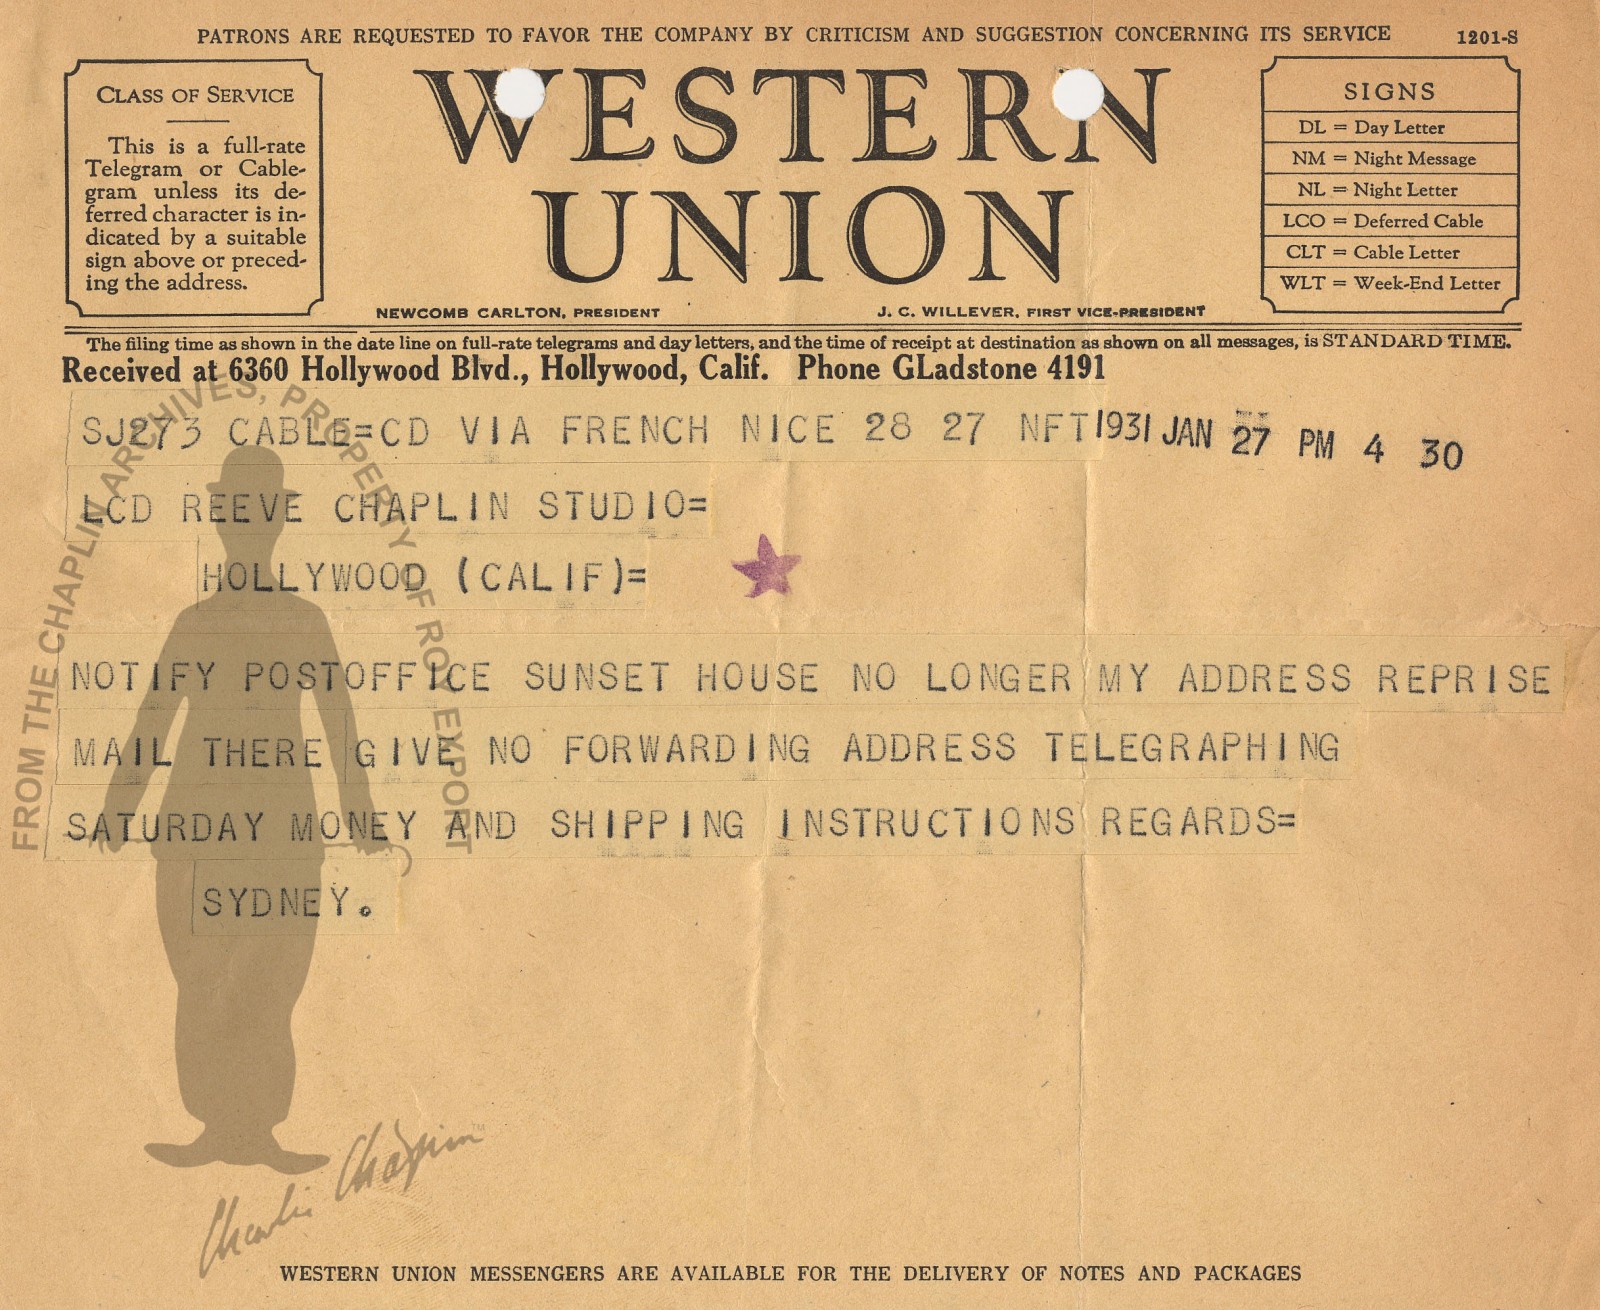 PATRONS ARE REQUESTED TO FAVOR THE COMPANY BY CRITICISM AND SUGGESTION CONCERNING ITS SERVICE
1201-S
CLASS OF SERVICE
This is a full-rate
Telegram or Cable-
gram unless its de-
ferred character is in-
dicated by a suitable
sign above or preced-
ing the address.
WESTERN
UNION
NEWCOMB CARLTON, PRESIDENT
J. C. WILLEVER, FIRST VICE-PRESIDENT
SIGNS
DL = Day Letter
NM = Night Message
NL = Night Letter
LCO = Deferred Cable
CLT = Cable Letter
WLT = Week-End Letter
The filing time as shown in the date line on full-rate telegrams and day letters, and the time of receipt at destination as shown on all messages, is STANDARD TIME.
Received at 6360 Hollywood Blvd., Hollywood, Calif. Phone GLadstone 4191
SJ273 CABLE=CD VIA FRENCH NICE 28 27 NFT 1931 JAN 27 PM 4 30
LCD REEVE CHAPLIN STUDIO=
HOLLYWOOD (CALIF)=
NOTIFY POSTOFFICE SUNSET HOUSE NO LONGER MY ADDRESS REPRISE
MAIL THERE GIVE NO FORWARDING ADDRESS TELEGRAPHING
SATURDAY MONEY AND SHIPPING INSTRUCTIONS REGARDS=
SYDNEY.
FROM THE CHAPLIN ARCHIVES, PROPERTY OF ROY EXPORT
Charlie Chaplin
WESTERN UNION MESSENGERS ARE AVAILABLE FOR THE DELIVERY OF NOTES AND PACKAGES